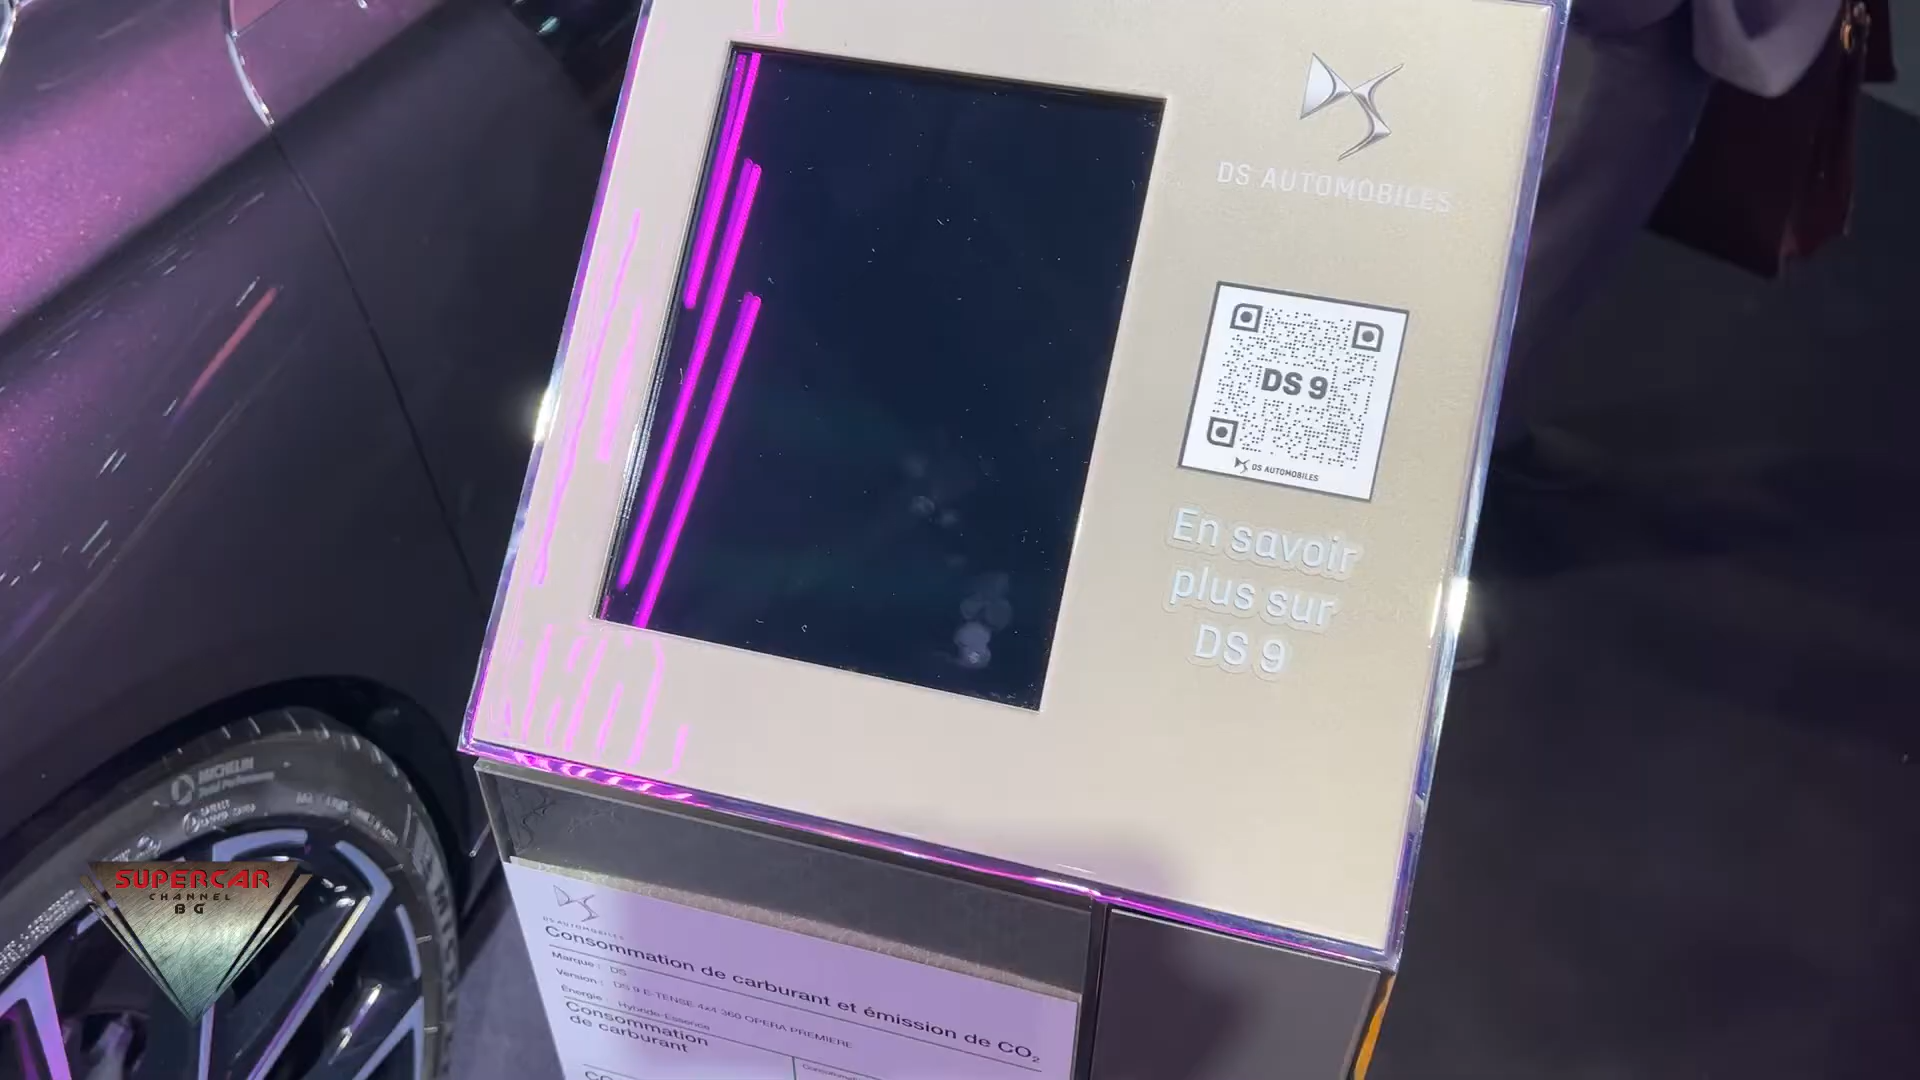 DS AUTOMOBILES
DS 9
DS AUTOMOBILES
En savoir
plus sur
DS 9
MICHELIN
SUPERCAR
CHANNEL
BG
DS AUTOMOBILES
Consommation de carburant et émission de CO₂
Marque : DS
Version : DS 9 E-TENSE 4x4 360 OPERA PREMIERE
Énergie : Hybride-Essence
Consommation
de carburant